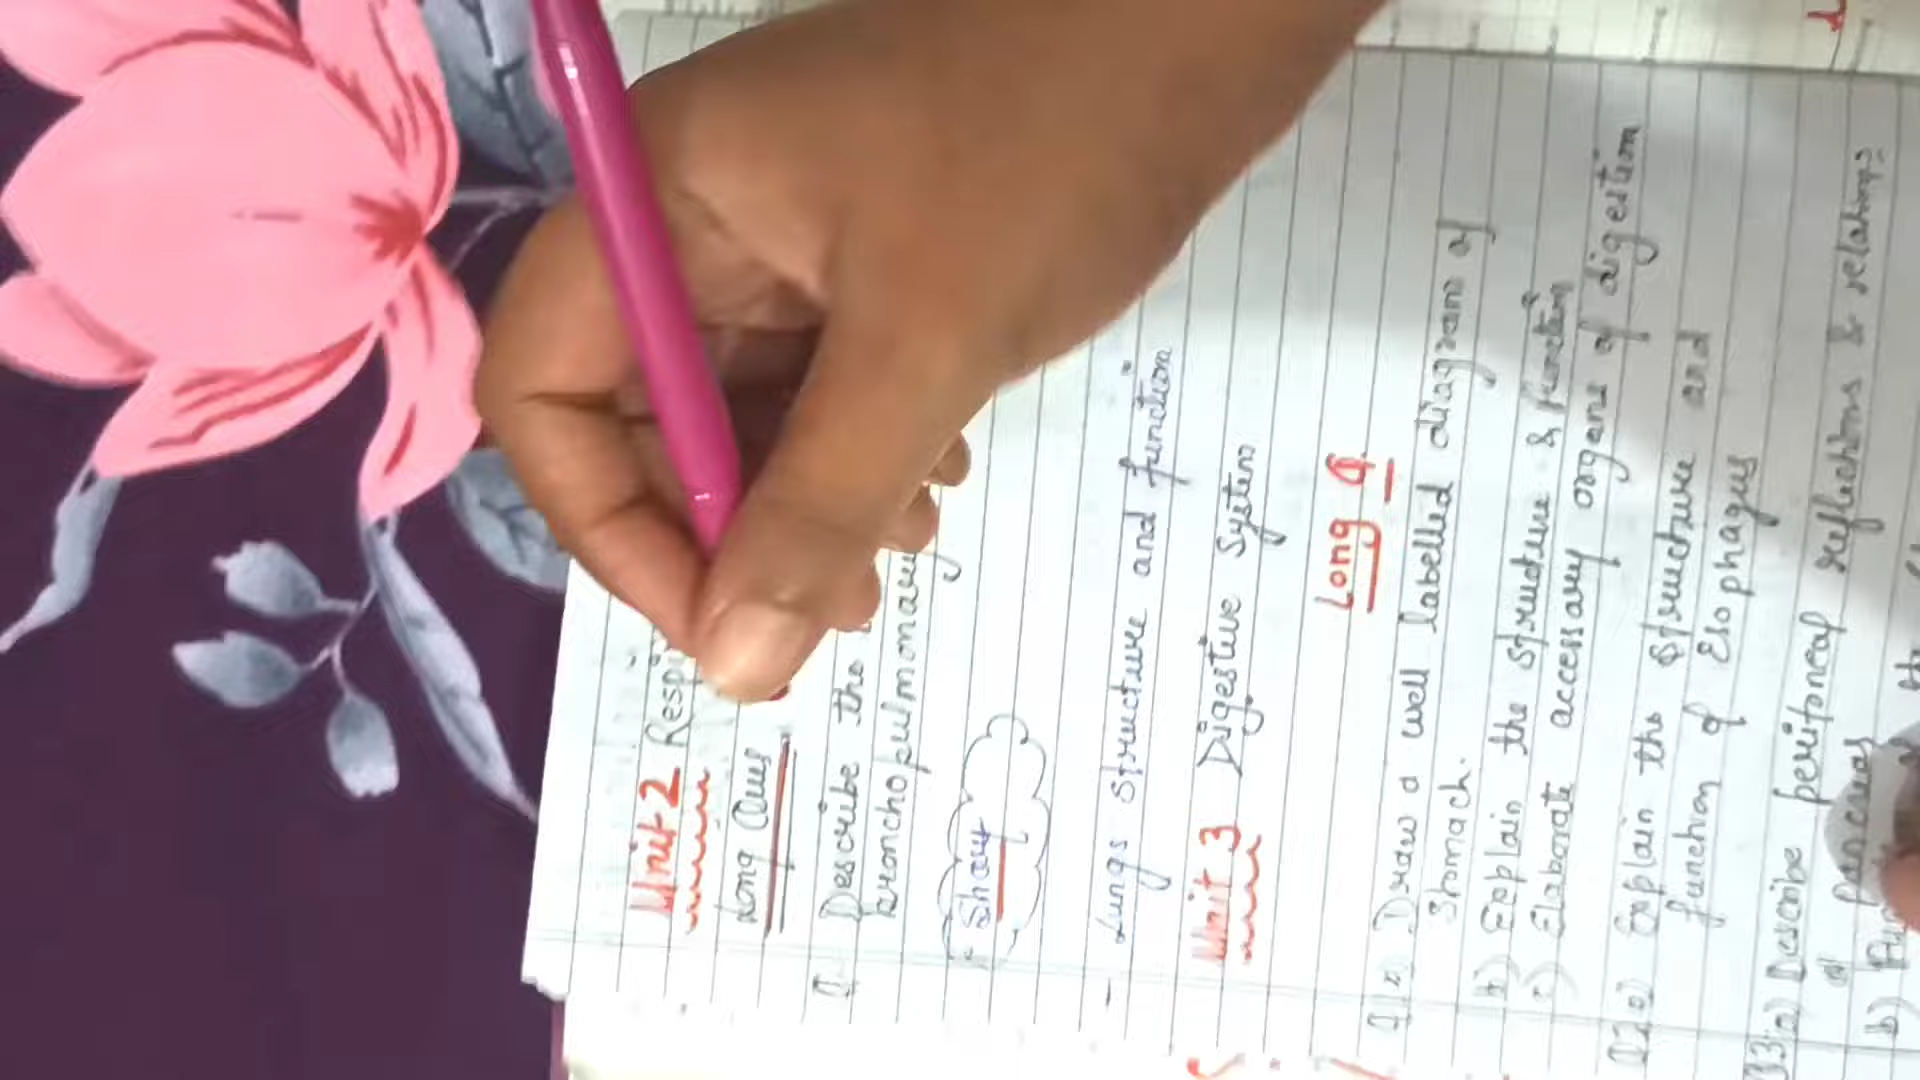 Unit 2 Respi
Long Ques
Q Describe the
bronchopulmonary
Short
- Lungs structure and function
Unit 3 Digestive System
Long Q.
Q1 a) Draw a well labelled diagram of
Stomach.
b) Explain the structure & function
c) Elaborate accessary organs of digestion
Q2 a) Explain the structure and
function of Esophagus
Q3 a) Describe peritoneal reflections & relations
of pancreas
b)